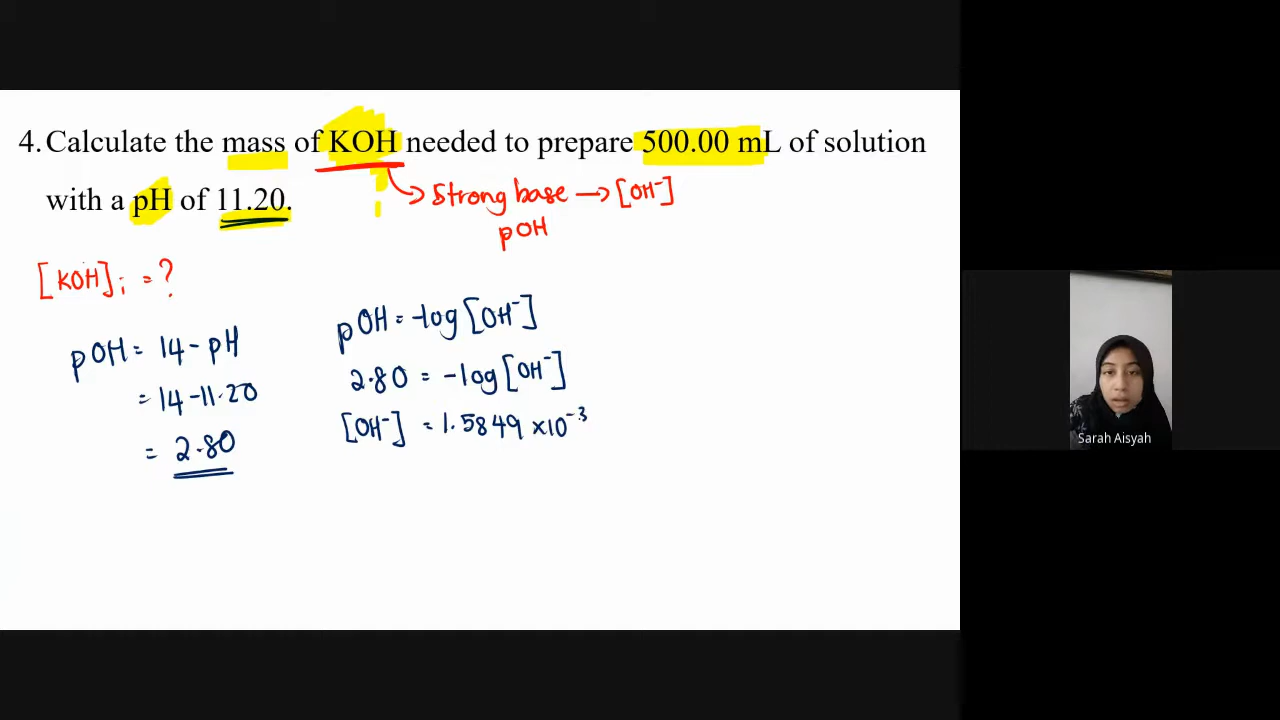 4. Calculate the mass of KOH needed to prepare 500.00 mL of solution
with a pH of 11.20.
Strong base → [OH⁻]
pOH
[KOH]ᵢ = ?
pOH = 14 - pH
= 14 - 11.20
= 2.80
pOH = -log [OH⁻]
2.80 = -log [OH⁻]
[OH⁻] = 1.5849 ×10⁻³
Sarah Aisyah